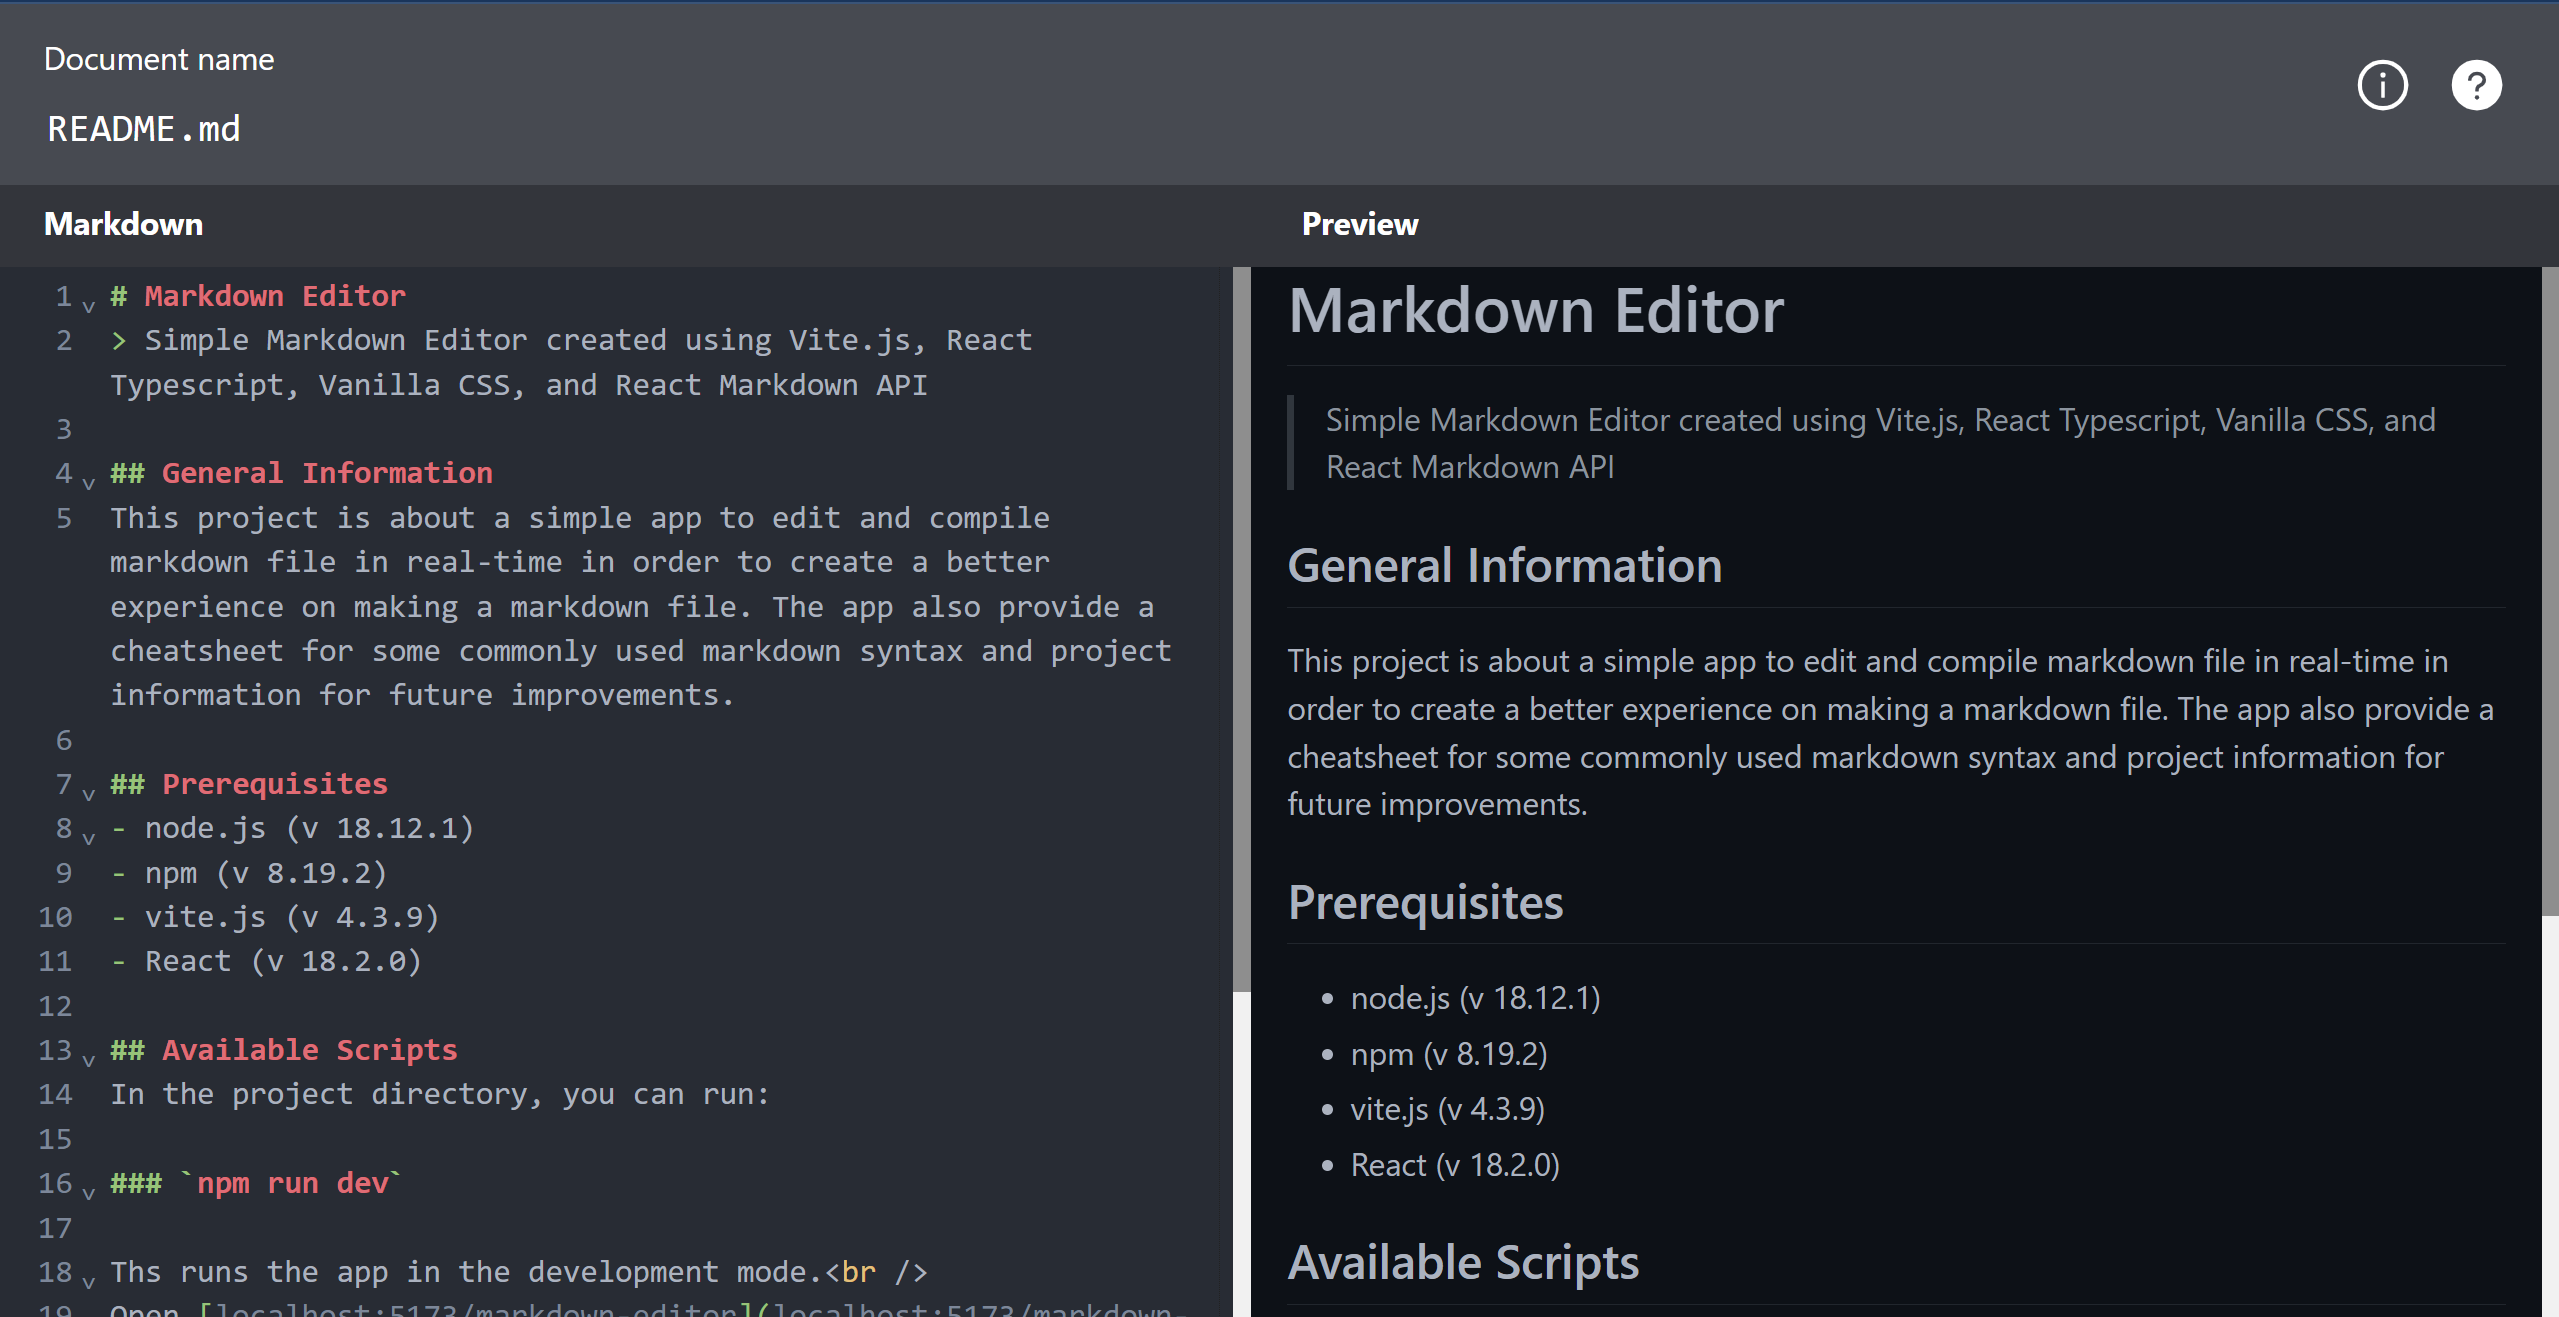 Document name
README.md
Markdown
Preview
1 # Markdown Editor
2 > Simple Markdown Editor created using Vite.js, React
Typescript, Vanilla CSS, and React Markdown API
3
4 ## General Information
5 This project is about a simple app to edit and compile
markdown file in real-time in order to create a better
experience on making a markdown file. The app also provide a
cheatsheet for some commonly used markdown syntax and project
information for future improvements.
6
7 ## Prerequisites
8 - node.js (v 18.12.1)
9 - npm (v 8.19.2)
10 - vite.js (v 4.3.9)
11 - React (v 18.2.0)
12
13 ## Available Scripts
14 In the project directory, you can run:
15
16 ### `npm run dev`
17
18 Ths runs the app in the development mode.<br />
19 Open [localhost:5173/markdown-editor](localhost:5173/markdown-
Markdown Editor
Simple Markdown Editor created using Vite.js, React Typescript, Vanilla CSS, and
React Markdown API
General Information
This project is about a simple app to edit and compile markdown file in real-time in
order to create a better experience on making a markdown file. The app also provide a
cheatsheet for some commonly used markdown syntax and project information for
future improvements.
Prerequisites
• node.js (v 18.12.1)
• npm (v 8.19.2)
• vite.js (v 4.3.9)
• React (v 18.2.0)
Available Scripts